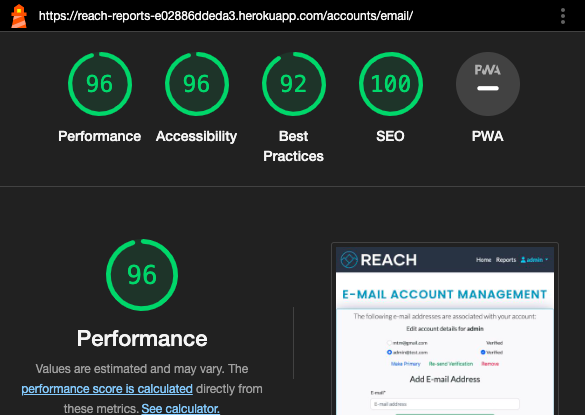 https://reach-reports-e02886ddeda3.herokuapp.com/accounts/email/
96 96 92 100 PWA
Performance Accessibility Best Practices SEO PWA
96
Performance
Values are estimated and may vary. The
performance score is calculated directly from
these metrics. See calculator.
REACH Home Reports admin
E-MAIL ACCOUNT MANAGEMENT
The following e-mail addresses are associated with your account:
Edit account details for admin
mtm@gmail.com Verified
admin@test.com Verified
Make Primary Re-send Verification Remove
Add E-mail Address
E-mail*
E-mail address